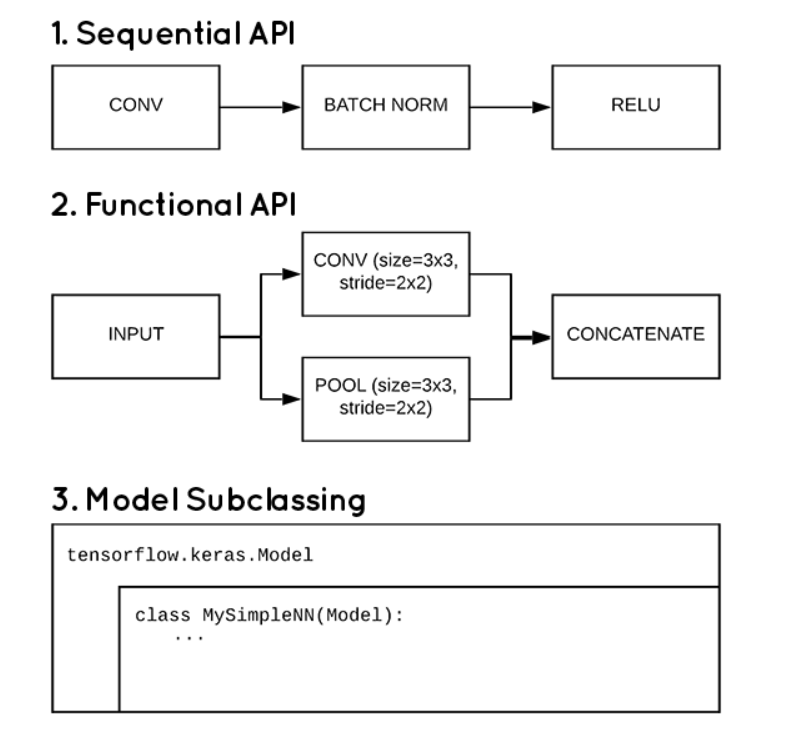 1. Sequential API
CONV
BATCH NORM
RELU
2. Functional API
INPUT
CONV (size=3x3,
stride=2x2)
POOL (size=3x3,
stride=2x2)
CONCATENATE
3. Model Subclassing
tensorflow.keras.Model
class MySimpleNN(Model):
...